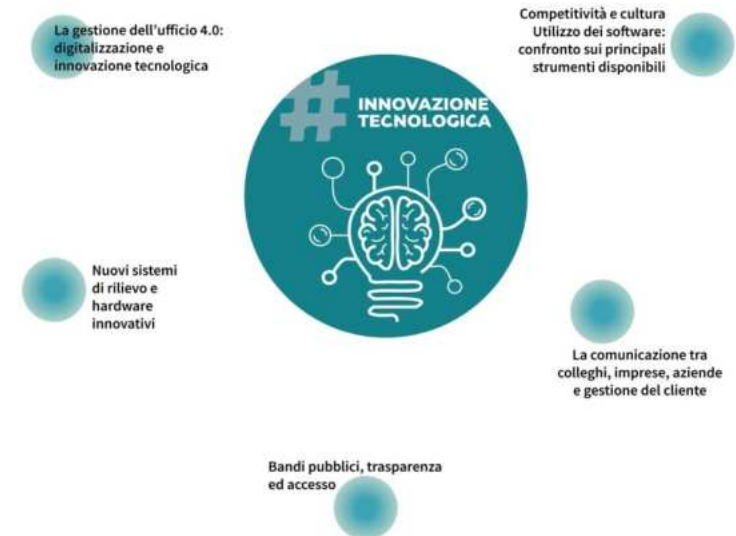 La gestione dell'ufficio 4.0:
digitalizzazione e
innovazione tecnologica
Competitività e cultura
Utilizzo dei software:
confronto sui principali
strumenti disponibili
# INNOVAZIONE
TECNOLOGICA
Nuovi sistemi
di rilievo e
hardware
innovativi
La comunicazione tra
colleghi, imprese, aziende
e gestione del cliente
Bandi pubblici, trasparenza
ed accesso